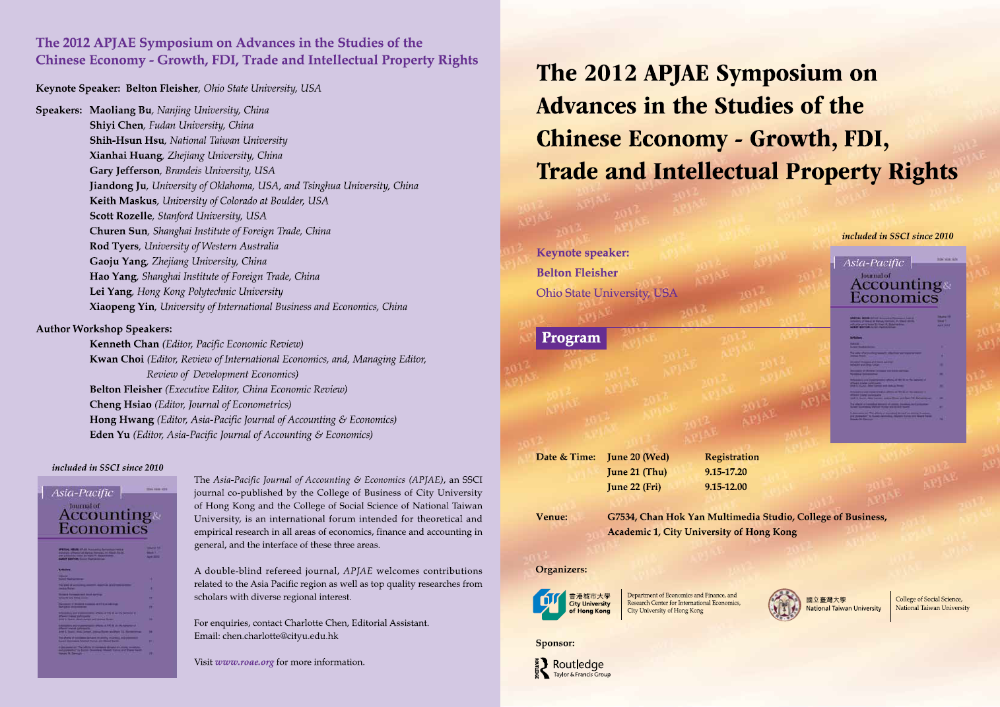 The 2012 APJAE Symposium on Advances in the Studies of the
Chinese Economy - Growth, FDI, Trade and Intellectual Property Rights
Keynote Speaker: Belton Fleisher, Ohio State University, USA
Speakers: Maoliang Bu, Nanjing University, China
Shiyi Chen, Fudan University, China
Shih-Hsun Hsu, National Taiwan University
Xianhai Huang, Zhejiang University, China
Gary Jefferson, Brandeis University, USA
Jiandong Ju, University of Oklahoma, USA, and Tsinghua University, China
Keith Maskus, University of Colorado at Boulder, USA
Scott Rozelle, Stanford University, USA
Churen Sun, Shanghai Institute of Foreign Trade, China
Rod Tyers, University of Western Australia
Gaoju Yang, Zhejiang University, China
Hao Yang, Shanghai Institute of Foreign Trade, China
Lei Yang, Hong Kong Polytechnic University
Xiaopeng Yin, University of International Business and Economics, China
Author Workshop Speakers:
Kenneth Chan (Editor, Pacific Economic Review)
Kwan Choi (Editor, Review of International Economics, and, Managing Editor,
Review of Development Economics)
Belton Fleisher (Executive Editor, China Economic Review)
Cheng Hsiao (Editor, Journal of Econometrics)
Hong Hwang (Editor, Asia-Pacific Journal of Accounting & Economics)
Eden Yu (Editor, Asia-Pacific Journal of Accounting & Economics)
included in SSCI since 2010
Asia-Pacific
Journal of
Accounting &
Economics
The Asia-Pacific Journal of Accounting & Economics (APJAE), an SSCI
journal co-published by the College of Business of City University
of Hong Kong and the College of Social Science of National Taiwan
University, is an international forum intended for theoretical and
empirical research in all areas of economics, finance and accounting in
general, and the interface of these three areas.
A double-blind refereed journal, APJAE welcomes contributions
related to the Asia Pacific region as well as top quality researches from
scholars with diverse regional interest.
For enquiries, contact Charlotte Chen, Editorial Assistant.
Email: chen.charlotte@cityu.edu.hk
Visit www.roae.org for more information.
The 2012 APJAE Symposium on
Advances in the Studies of the
Chinese Economy - Growth, FDI,
Trade and Intellectual Property Rights
included in SSCI since 2010
Keynote speaker:
Belton Fleisher
Ohio State University, USA
Asia-Pacific
Journal of
Accounting &
Economics
Program
Date & Time: June 20 (Wed) Registration
June 21 (Thu) 9.15-17.20
June 22 (Fri) 9.15-12.00
Venue: G7534, Chan Hok Yan Multimedia Studio, College of Business,
Academic 1, City University of Hong Kong
Organizers:
香港城市大學
City University
of Hong Kong
Department of Economics and Finance, and
Research Center for International Economics,
City University of Hong Kong
國立臺灣大學
National Taiwan University
College of Social Science,
National Taiwan University
Sponsor:
ROUTLEDGE
Routledge
Taylor & Francis Group